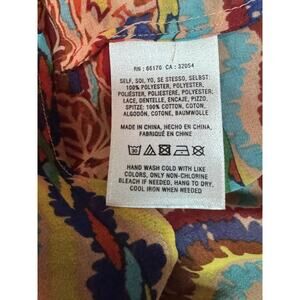 RN : 66170 CA : 32054
SELF, SOI, YO, SE STESSO, SELBST:
100% POLYESTER, POLYESTER,
POLIÉSTER, POLIESTERE, POLYESTER;
LACE, DENTELLE, ENCAJE, PIZZO,
SPITZE: 100% COTTON, COTON,
ALGODÓN, COTONE, BAUMWOLLE
MADE IN CHINA, HECHO EN CHINA,
FABRIQUÉ EN CHINE
HAND WASH COLD WITH LIKE
COLORS, ONLY NON-CHLORINE
BLEACH IF NEEDED. HANG TO DRY.
COOL IRON WHEN NEEDED